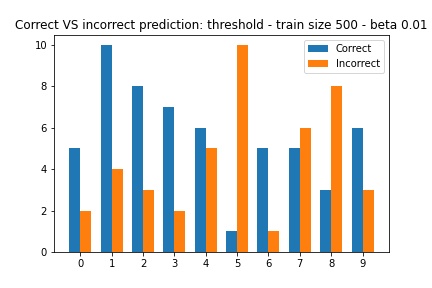 Correct VS incorrect prediction: threshold - train size 500 - beta 0.01
Correct
Incorrect
10
8
6
4
2
0
0 1 2 3 4 5 6 7 8 9